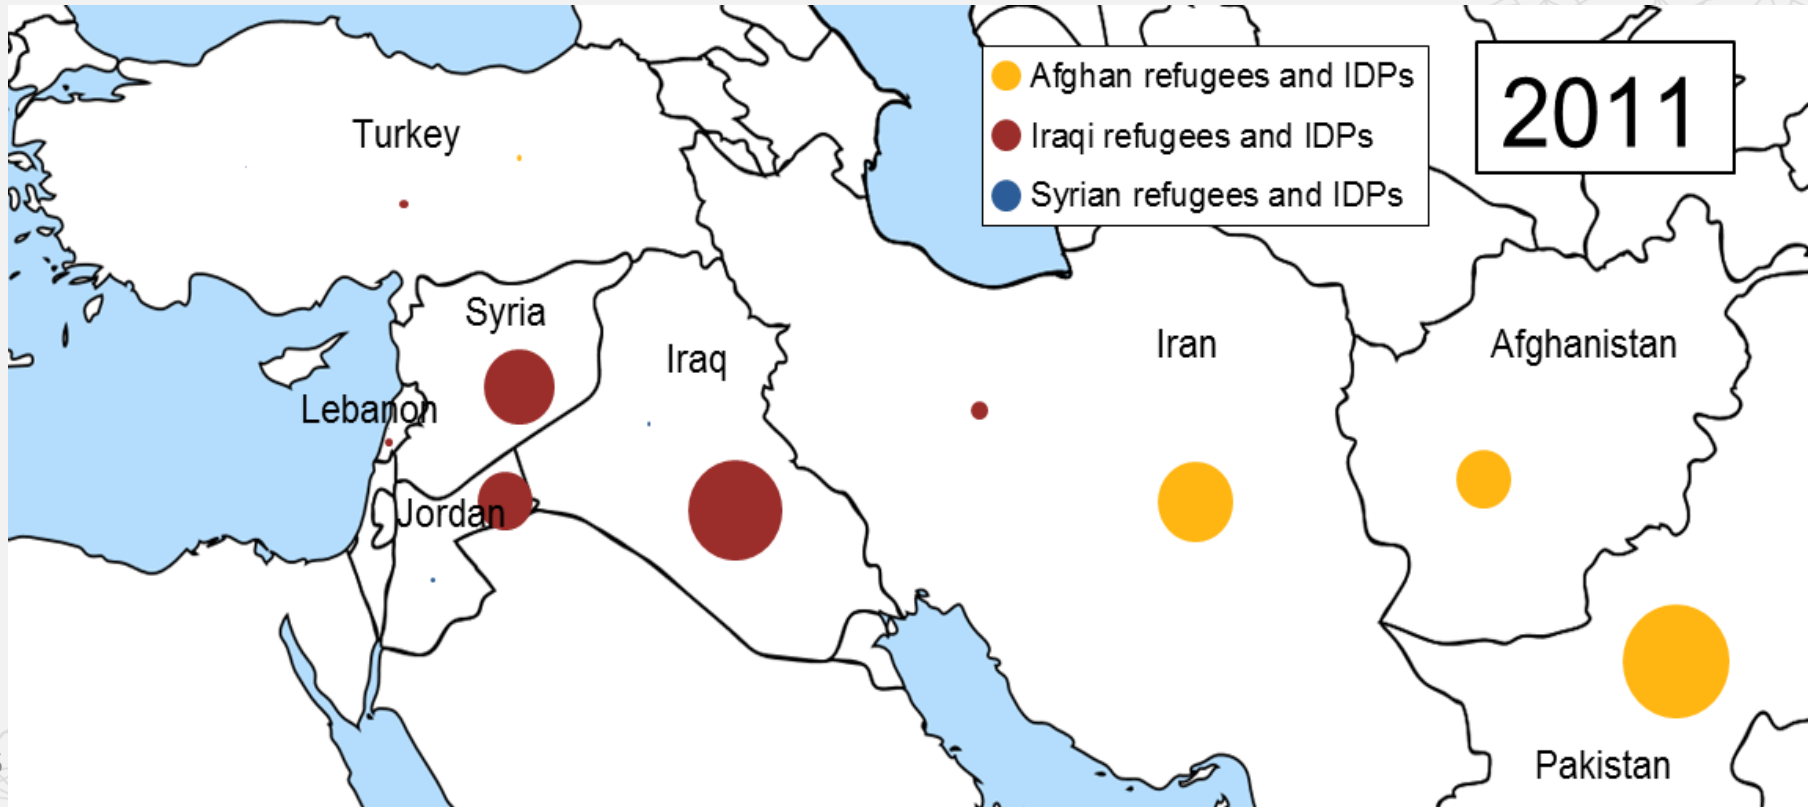 Afghan refugees and IDPs
Iraqi refugees and IDPs
Syrian refugees and IDPs
2011
Turkey
Syria
Iraq
Iran
Afghanistan
Lebanon
Jordan
Pakistan